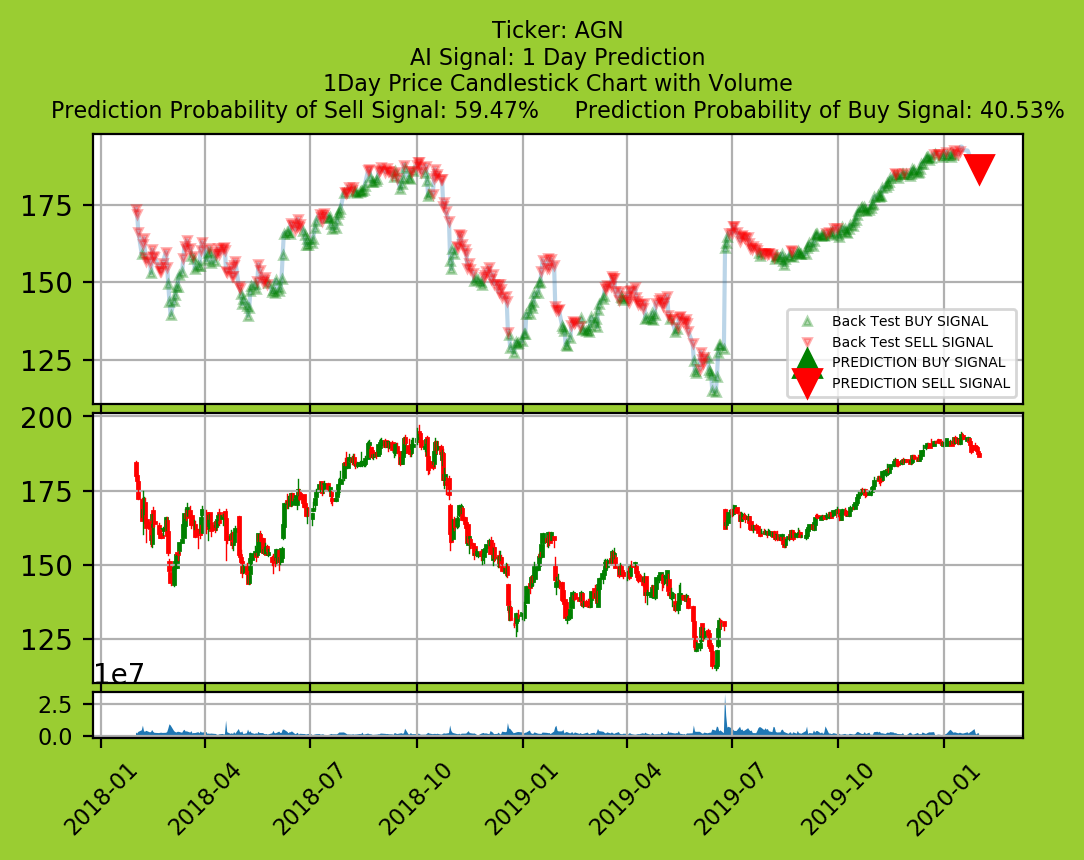 Ticker: AGN
AI Signal: 1 Day Prediction
1Day Price Candlestick Chart with Volume
Prediction Probability of Sell Signal: 59.47%     Prediction Probability of Buy Signal: 40.53%
175
150
125
Back Test BUY SIGNAL
Back Test SELL SIGNAL
PREDICTION BUY SIGNAL
PREDICTION SELL SIGNAL
200
175
150
125
1e7
2.5
0.0
2018-01
2018-04
2018-07
2018-10
2019-01
2019-04
2019-07
2019-10
2020-01